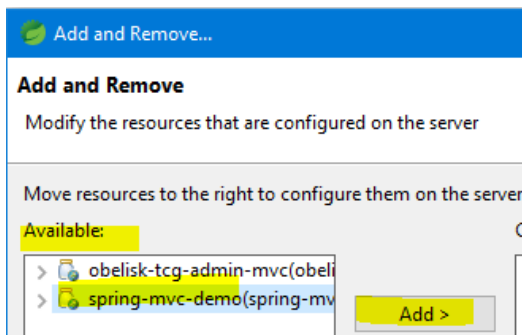 Add and Remove...
Add and Remove
Modify the resources that are configured on the server
Move resources to the right to configure them on the server
Available:
obelisk-tcg-admin-mvc(obeli
spring-mvc-demo(spring-mv
Add >